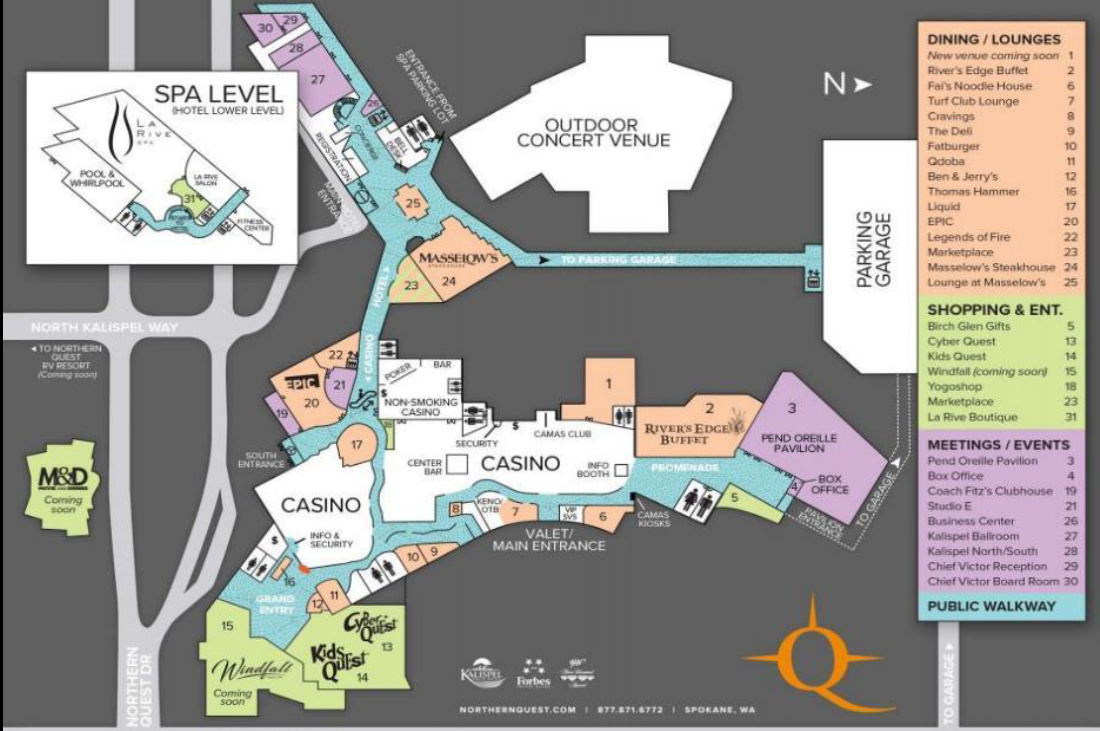 30
29
28
27
26
ENTRANCE FROM
SPA PARKING LOT
CONCIERGE
BELL
DESK
REGISTRATION
MAIN HOTEL
ENTRANCE
SPA LEVEL
(HOTEL LOWER LEVEL)
LA
RIVE
SPA
POOL &
WHIRLPOOL
LA RIVE
SALON
31
FITNESS
CENTER
OUTDOOR
CONCERT VENUE
N
PARKING
GARAGE
25
MASSELOW'S
STEAKHOUSE
23
24
TO PARKING GARAGE
HOTEL
CASINO
NORTH KALISPEL WAY
TO NORTHERN
QUEST
RV RESORT
(Coming soon)
22
EPIC
20
21
19
$
POKER
BAR
NON-SMOKING
CASINO
SECURITY
$
CAMAS CLUB
1
2
RIVER'S EDGE
BUFFET
3
PEND OREILLE
PAVILION
4
BOX
OFFICE
SOUTH
ENTRANCE
17
18
CENTER
BAR
CASINO
INFO
BOOTH
PROMENADE
5
PAVILION
ENTRANCE
TO GARAGE
CAMAS
KIOSKS
8
KENO/
OTB
7
VIP
SVS
6
VALET/
MAIN ENTRANCE
M&D
Coming
soon
CASINO
$
INFO &
SECURITY
16
10
9
GRAND
ENTRY
12
11
15
Windfall
Coming
soon
Cyber
Quest
13
Kids
Quest
14
NORTHERN
QUEST DR
KALISPEL
Forbes
NORTHERNQUEST.COM | 877.871.6772 | SPOKANE, WA
Q
TO GARAGE
DINING / LOUNGES
New venue coming soon 1
River's Edge Buffet 2
Fai's Noodle House 6
Turf Club Lounge 7
Cravings 8
The Deli 9
Fatburger 10
Qdoba 11
Ben & Jerry's 12
Thomas Hammer 16
Liquid 17
EPIC 20
Legends of Fire 22
Marketplace 23
Masselow's Steakhouse 24
Lounge at Masselow's 25
SHOPPING & ENT.
Birch Glen Gifts 5
Cyber Quest 13
Kids Quest 14
Windfall (coming soon) 15
Yogoshop 18
Marketplace 23
La Rive Boutique 31
MEETINGS / EVENTS
Pend Oreille Pavilion 3
Box Office 4
Coach Fitz's Clubhouse 19
Studio E 21
Business Center 26
Kalispel Ballroom 27
Kalispel North/South 28
Chief Victor Reception 29
Chief Victor Board Room 30
PUBLIC WALKWAY